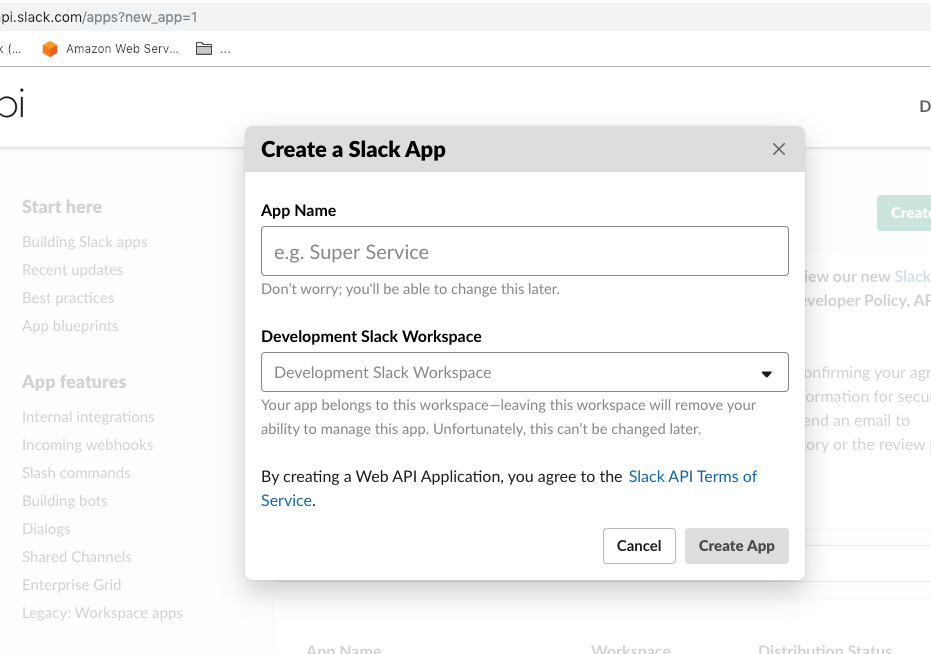 pi.slack.com/apps?new_app=1
k (...
Amazon Web Serv...
...
pi
D
Create a Slack App
App Name
e.g. Super Service
Don't worry; you'll be able to change this later.
Development Slack Workspace
Development Slack Workspace
Your app belongs to this workspace—leaving this workspace will remove your
ability to manage this app. Unfortunately, this can't be changed later.
By creating a Web API Application, you agree to the Slack API Terms of
Service.
Cancel
Create App
Start here
Building Slack apps
Recent updates
Best practices
App blueprints
App features
Internal integrations
Incoming webhooks
Slash commands
Building bots
Dialogs
Shared Channels
Enterprise Grid
Legacy: Workspace apps
Create
iew our new Slack
eveloper Policy, AP
onfirming your agr
ormation for secur
end an email to
ory or the review
App Name
Workspace
Distribution Status